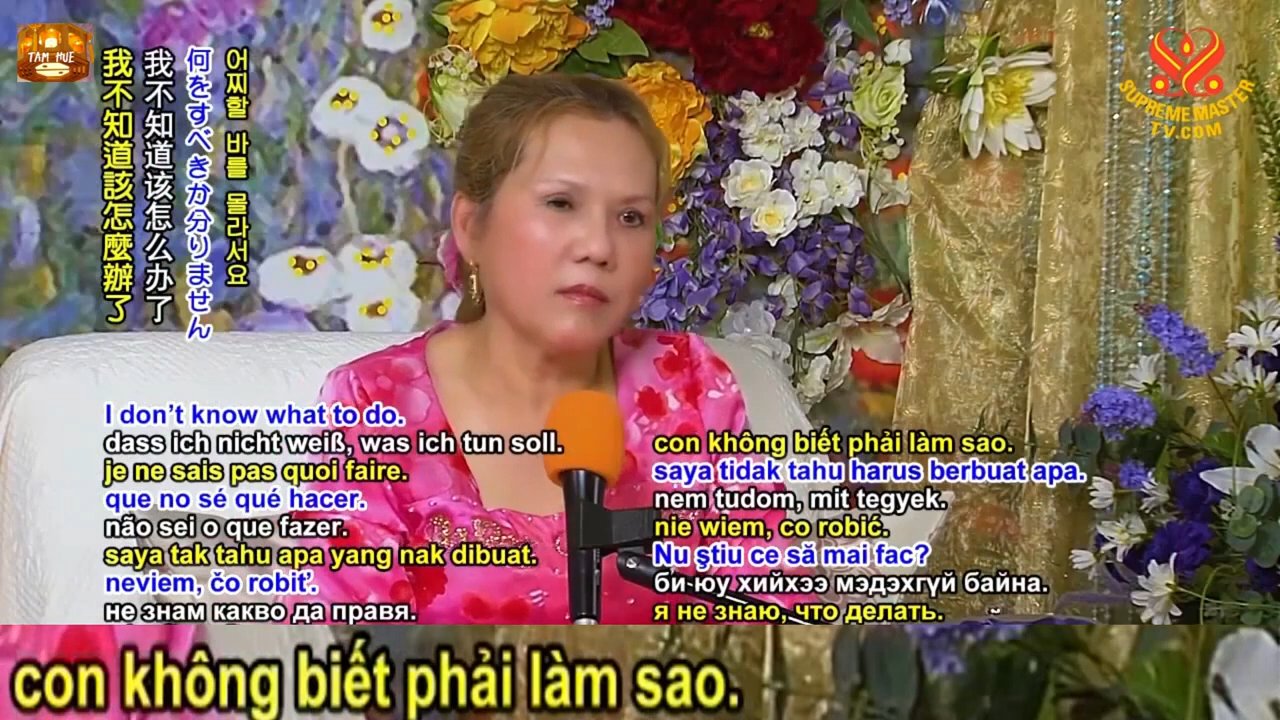 TAM HUE
SUPREME MASTER
TV.COM
어찌할 바를 몰라서요
何をすべきか分りません
我不知道该怎么办了
我不知道該怎麼辦了
I don't know what to do.
dass ich nicht weiß, was ich tun soll.
je ne sais pas quoi faire.
que no sé qué hacer.
não sei o que fazer.
saya tak tahu apa yang nak dibuat.
neviem, čo robiť.
не знам какво да правя.
con không biết phải làm sao.
saya tidak tahu harus berbuat apa.
nem tudom, mit tegyek.
nie wiem, co robić.
Nu ştiu ce să mai fac?
би юу хийхээ мэдэхгүй байна.
я не знаю, что делать.
con không biết phải làm sao.